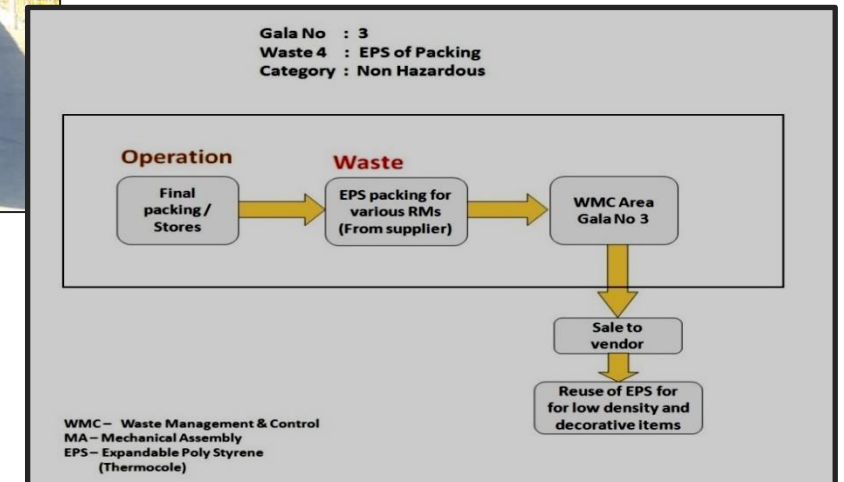 Gala No : 3
Waste 4 : EPS of Packing
Category : Non Hazardous
Operation
Waste
Final
packing /
Stores
EPS packing for
various RMs
(From supplier)
WMC Area
Gala No 3
Sale to
vendor
Reuse of EPS for
for low density and
decorative items
WMC – Waste Management & Control
MA – Mechanical Assembly
EPS – Expandable Poly Styrene
(Thermocole)